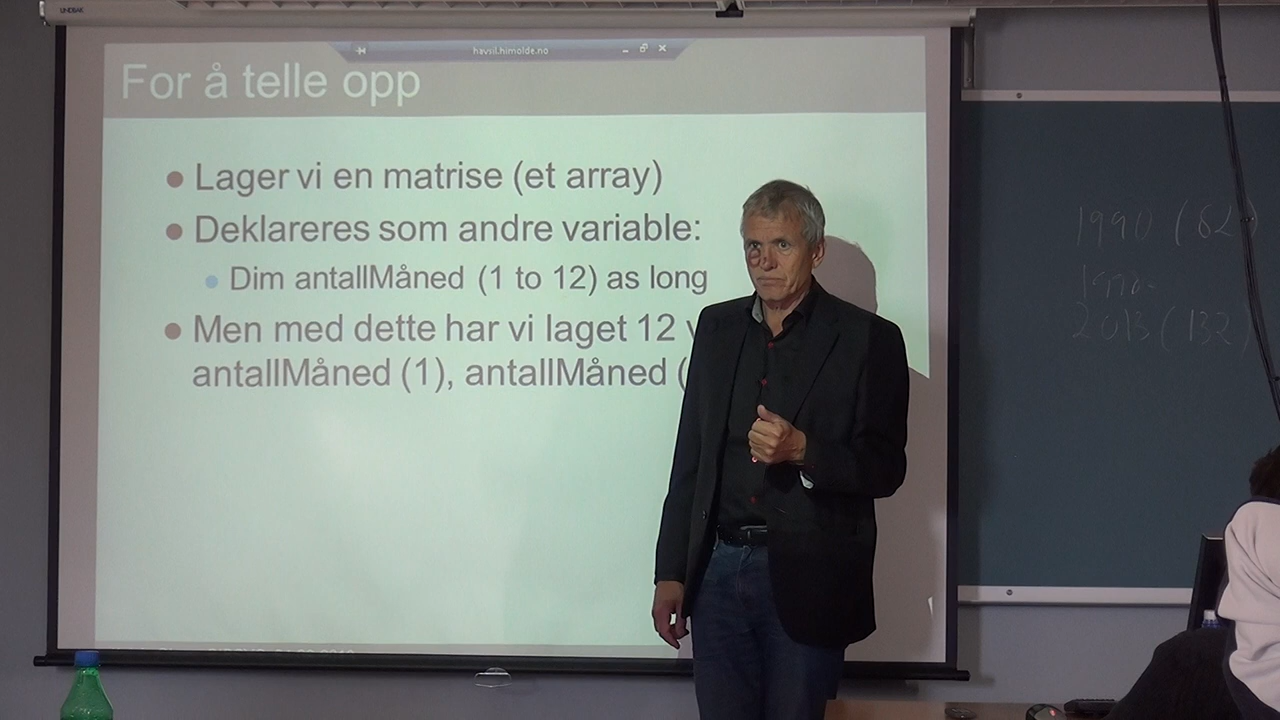 havsil.himolde.no
For å telle opp
Lager vi en matrise (et array)
Deklareres som andre variable:
Dim antallMåned (1 to 12) as long
Men med dette har vi laget 12
antallMåned (1), antallMåned (
1990 (62)
2013 (132